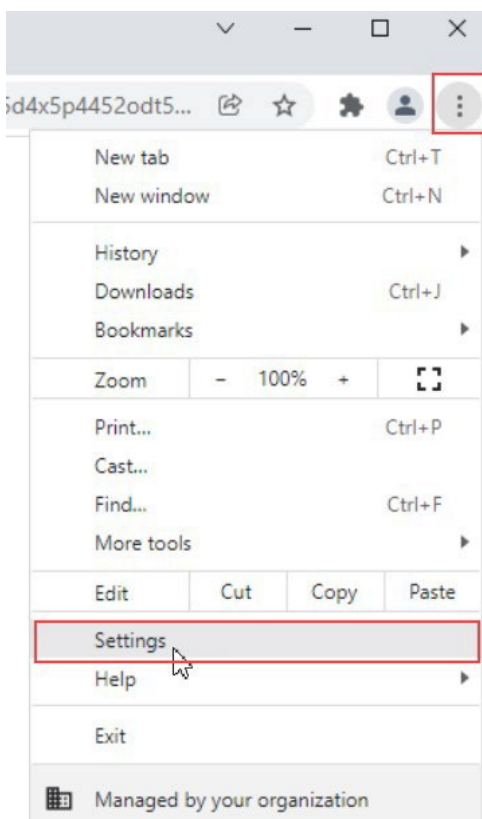 5d4x5p4452odt5...
New tab Ctrl+T
New window Ctrl+N
History
Downloads Ctrl+J
Bookmarks
Zoom - 100% +
Print... Ctrl+P
Cast...
Find... Ctrl+F
More tools
Edit Cut Copy Paste
Settings
Help
Exit
Managed by your organization